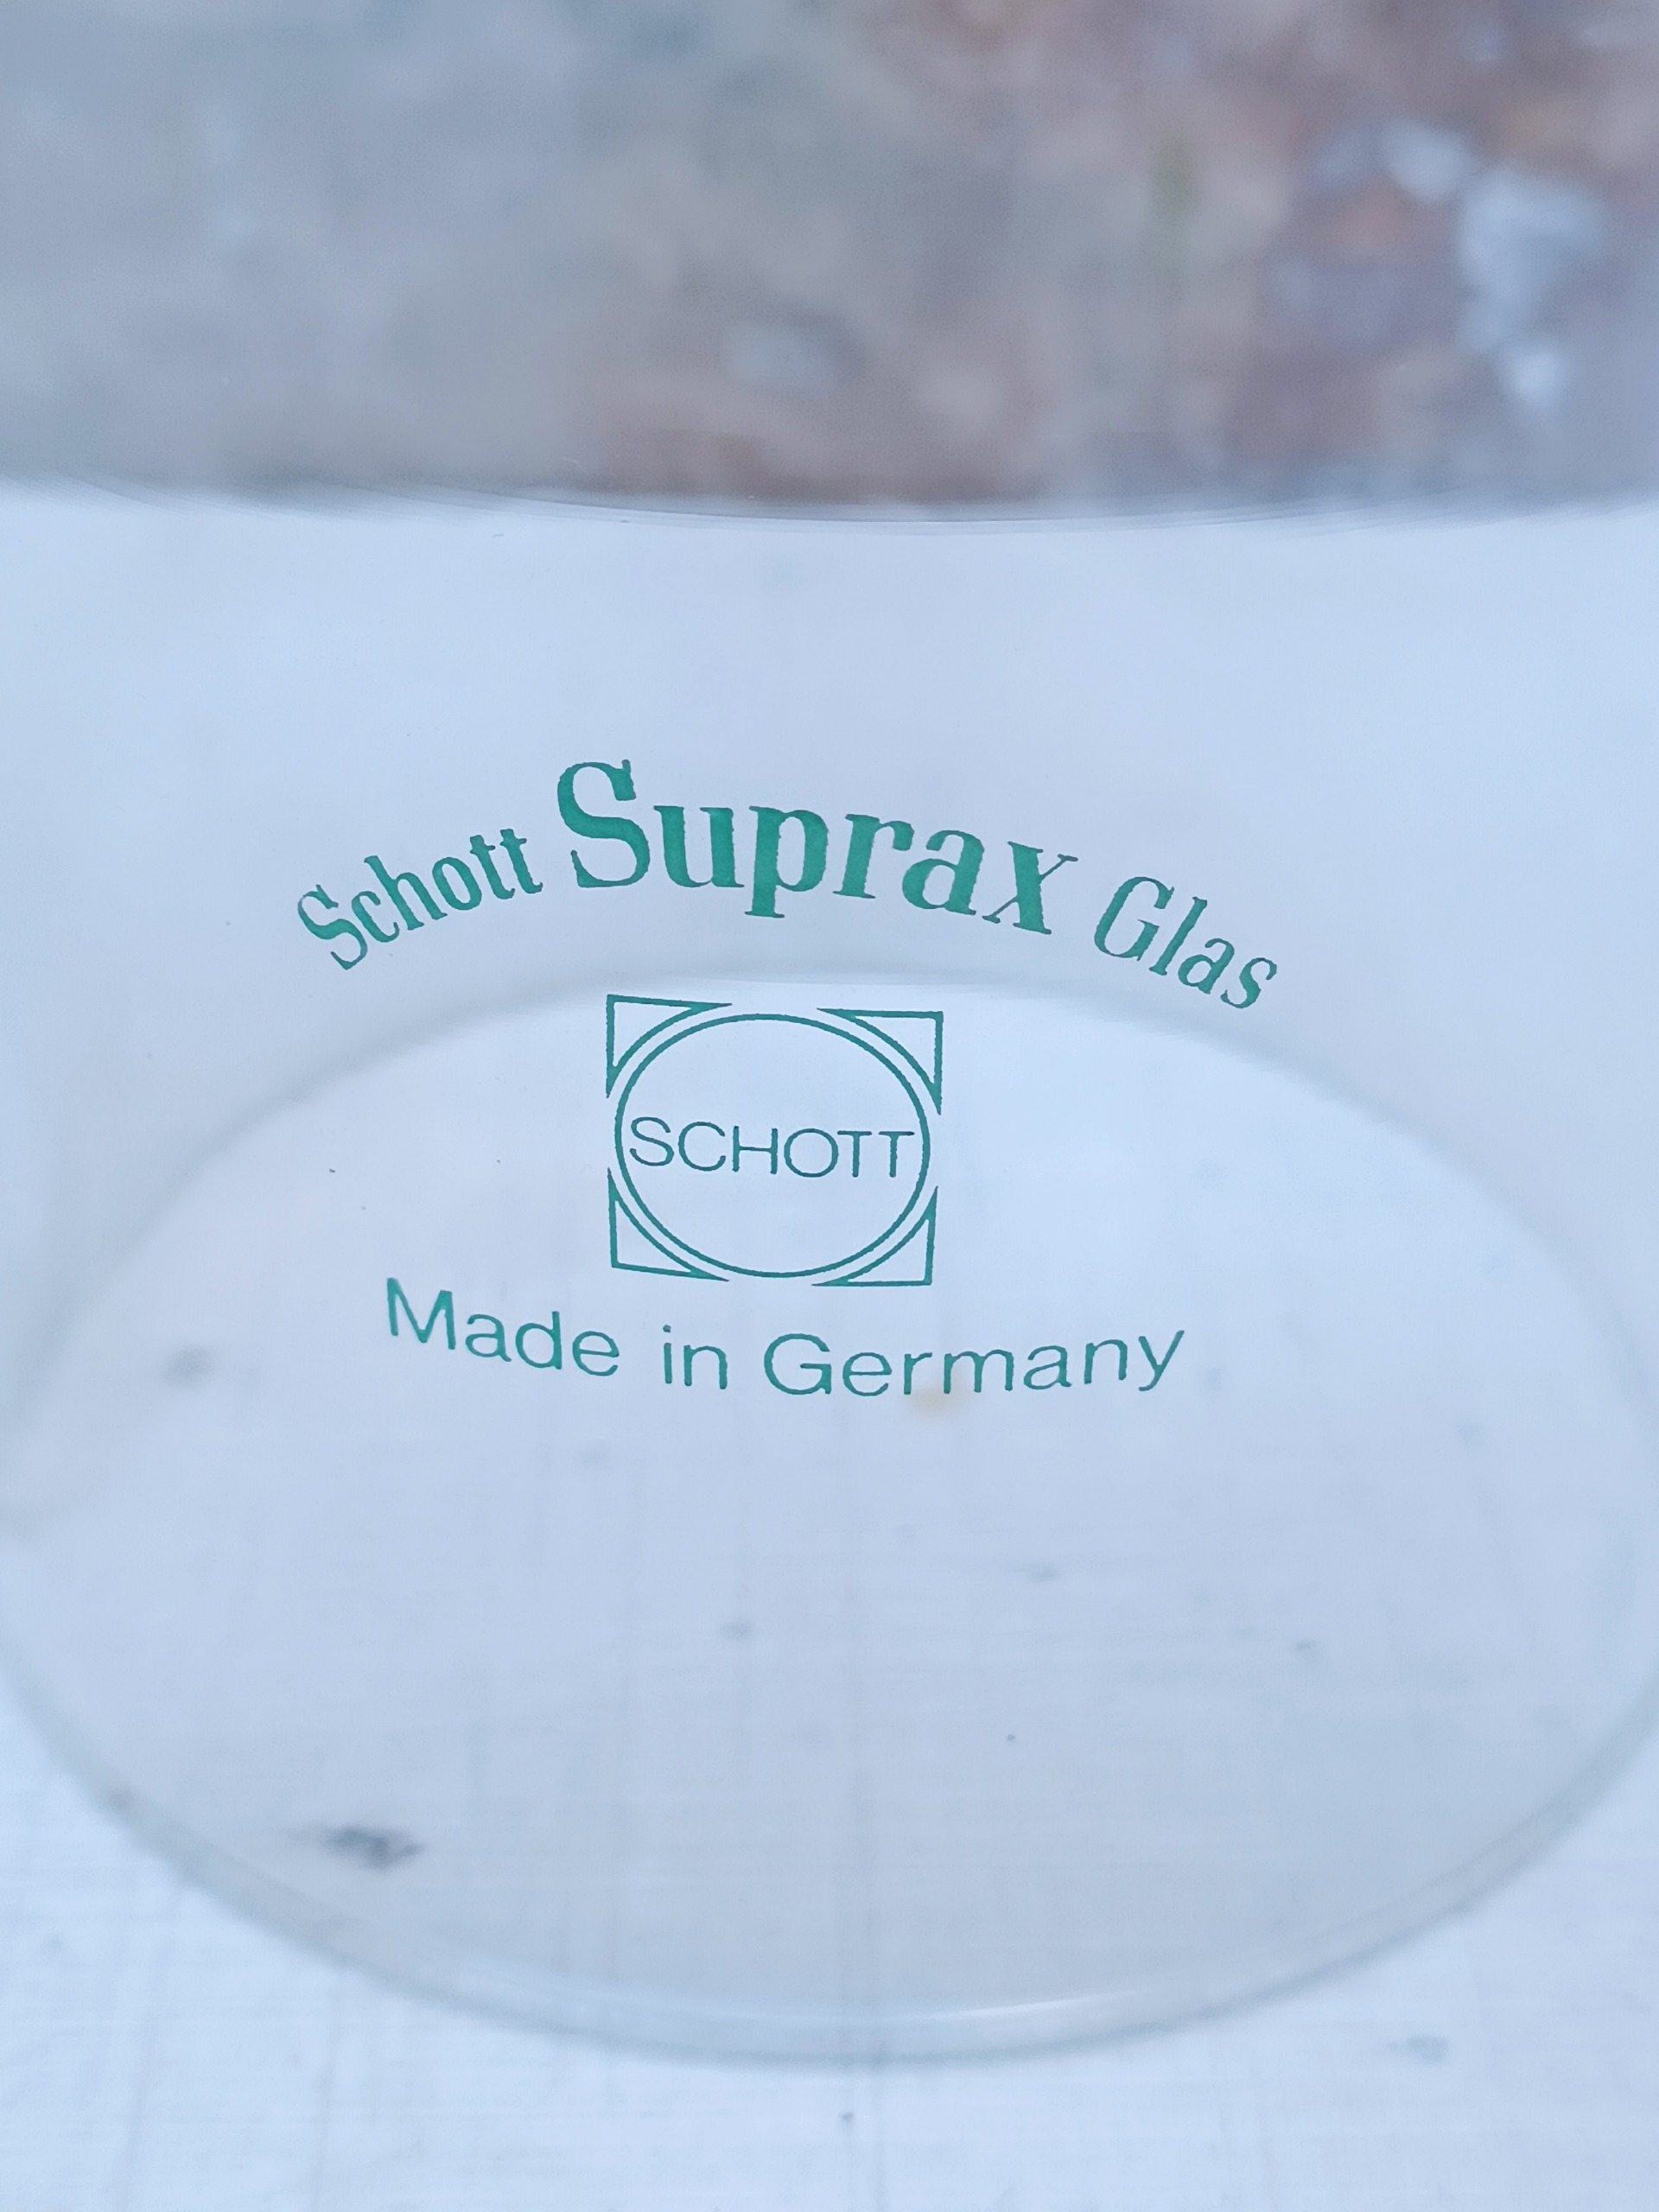 Schott Suprax Glas
SCHOTT
Made in Germany